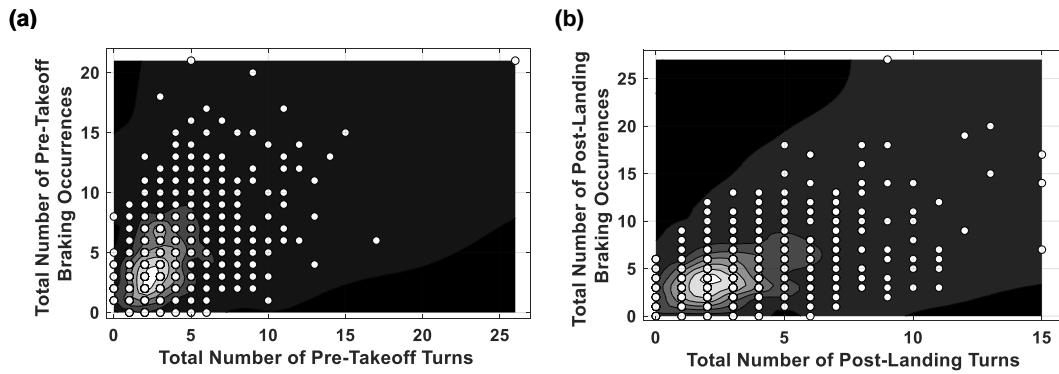 (a)
(b)
Total Number of Pre-Takeoff
Braking Occurrences
20
15
10
5
0
0
5
10
15
20
25
Total Number of Pre-Takeoff Turns
Total Number of Post-Landing
Braking Occurrences
25
20
15
10
5
0
0
5
10
15
Total Number of Post-Landing Turns